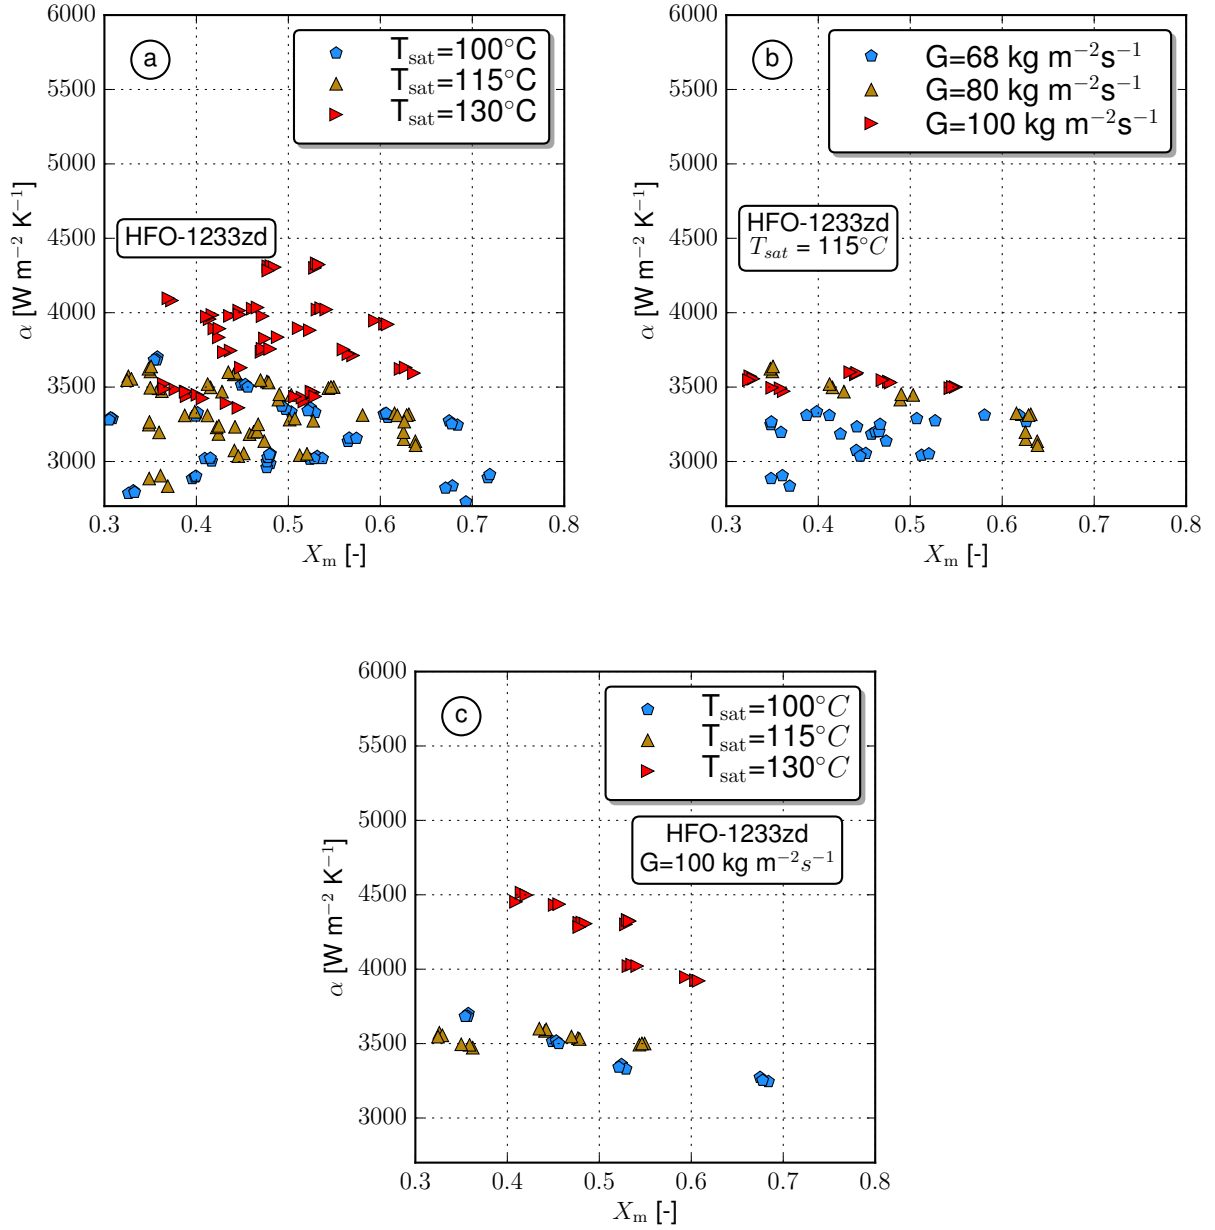 a
T_sat=100°C
T_sat=115°C
T_sat=130°C
HFO-1233zd
6000
5500
5000
4500
4000
3500
3000
α [W m⁻² K⁻¹]
0.3 0.4 0.5 0.6 0.7 0.8
X_m [-]
b
G=68 kg m⁻²s⁻¹
G=80 kg m⁻²s⁻¹
G=100 kg m⁻²s⁻¹
HFO-1233zd
T_sat = 115°C
6000
5500
5000
4500
4000
3500
3000
α [W m⁻² K⁻¹]
0.3 0.4 0.5 0.6 0.7 0.8
X_m [-]
c
T_sat=100°C
T_sat=115°C
T_sat=130°C
HFO-1233zd
G=100 kg m⁻²s⁻¹
6000
5500
5000
4500
4000
3500
3000
α [W m⁻² K⁻¹]
0.3 0.4 0.5 0.6 0.7 0.8
X_m [-]